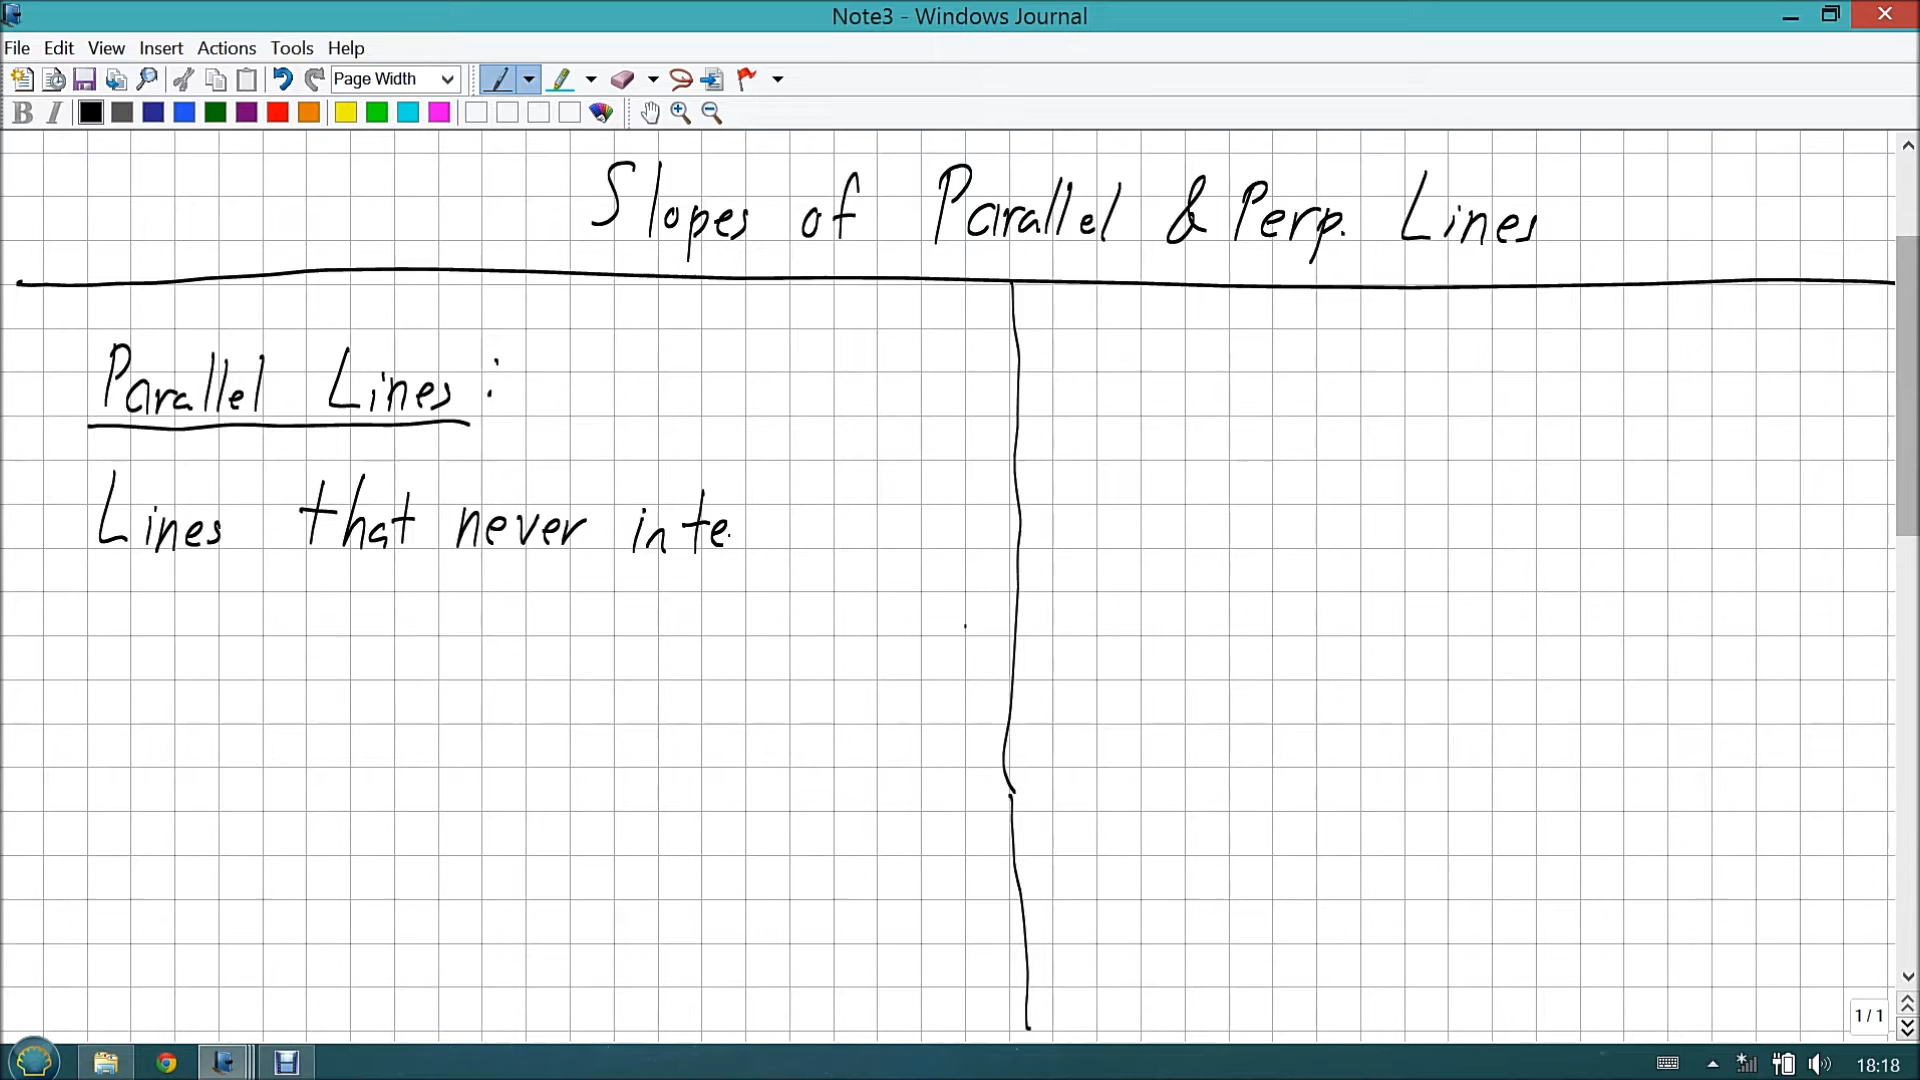 Note3 - Windows Journal
File Edit View Insert Actions Tools Help
Page Width
B I
Slopes of Parallel & Perp. Lines
Parallel Lines:
Lines that never inte
1 / 1
18:18